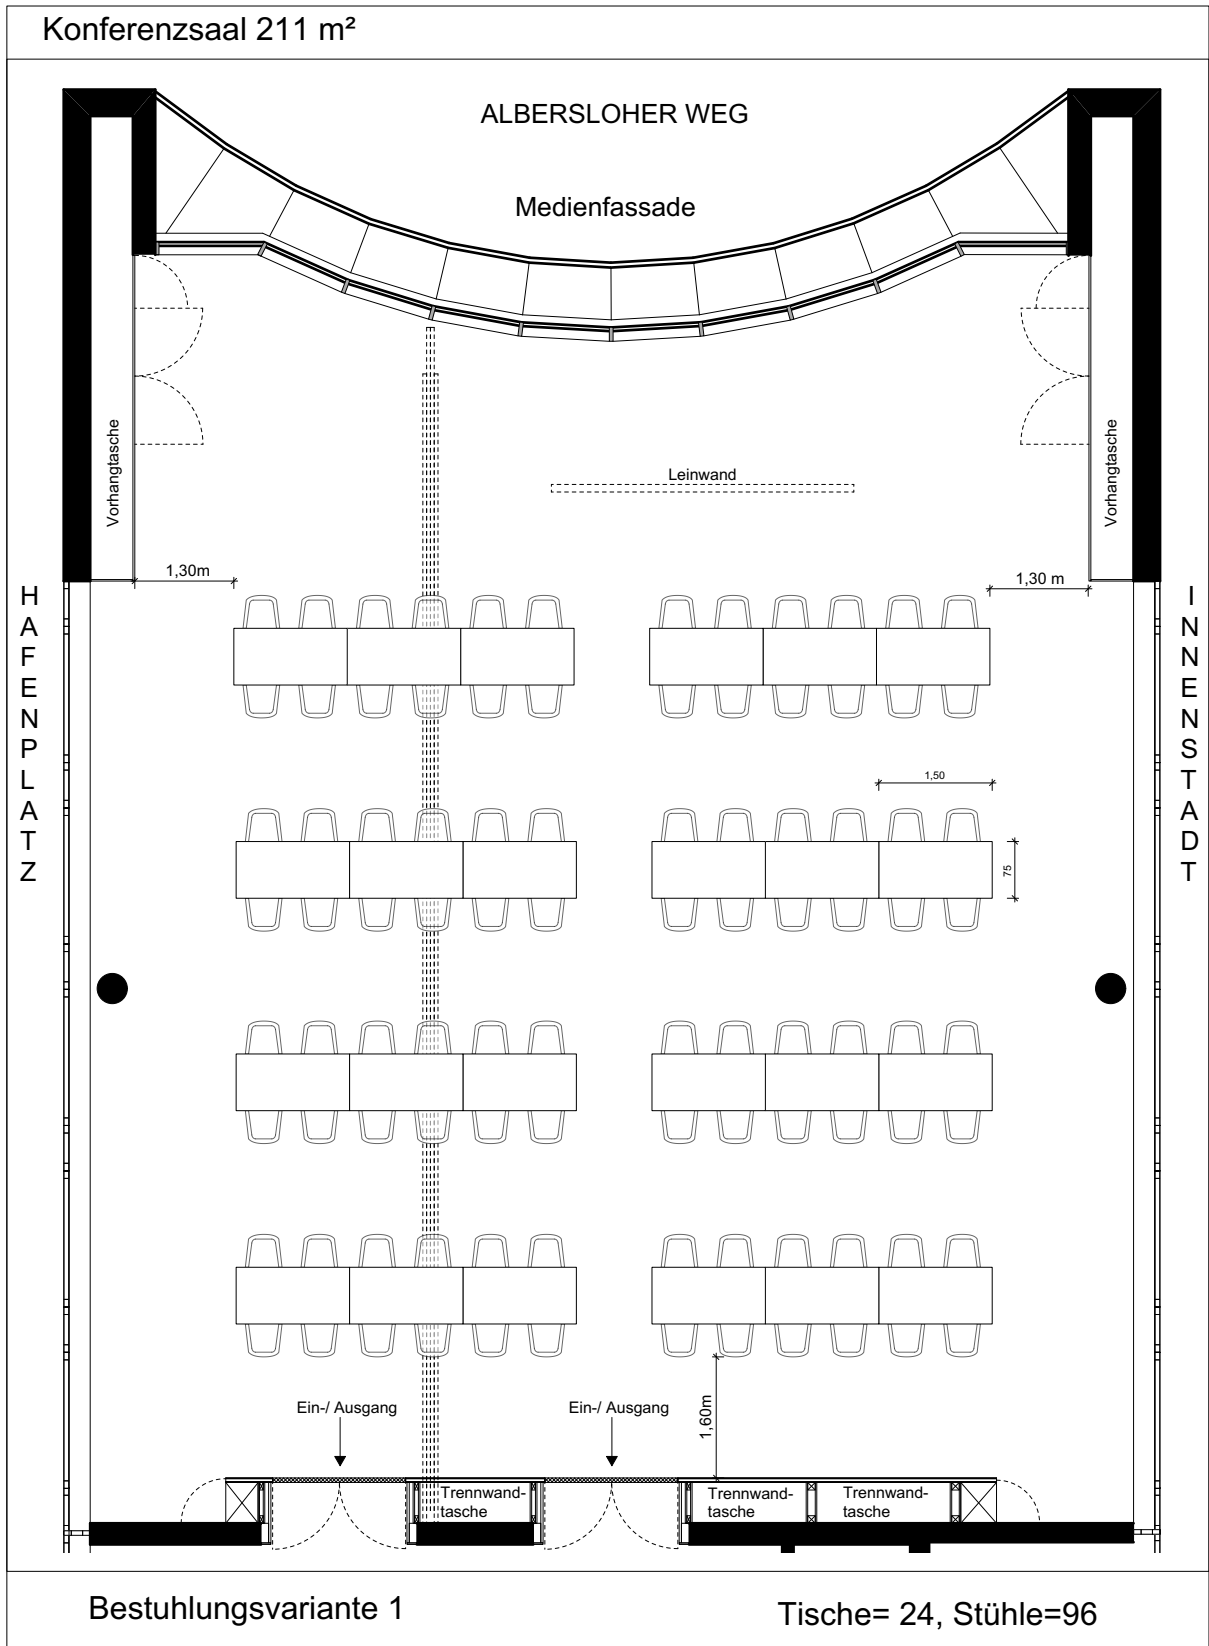 Konferenzsaal 211 m²
ALBERSLOHER WEG
Medienfassade
Vorhangtasche
Leinwand
Vorhangtasche
1,30m
1,30 m
HAFENPLATZ
INNENSTADT
1,50
75
Ein-/ Ausgang
Ein-/ Ausgang
1,60m
Trennwand-
tasche
Trennwand-
tasche
Trennwand-
tasche
Bestuhlungsvariante 1
Tische= 24, Stühle=96